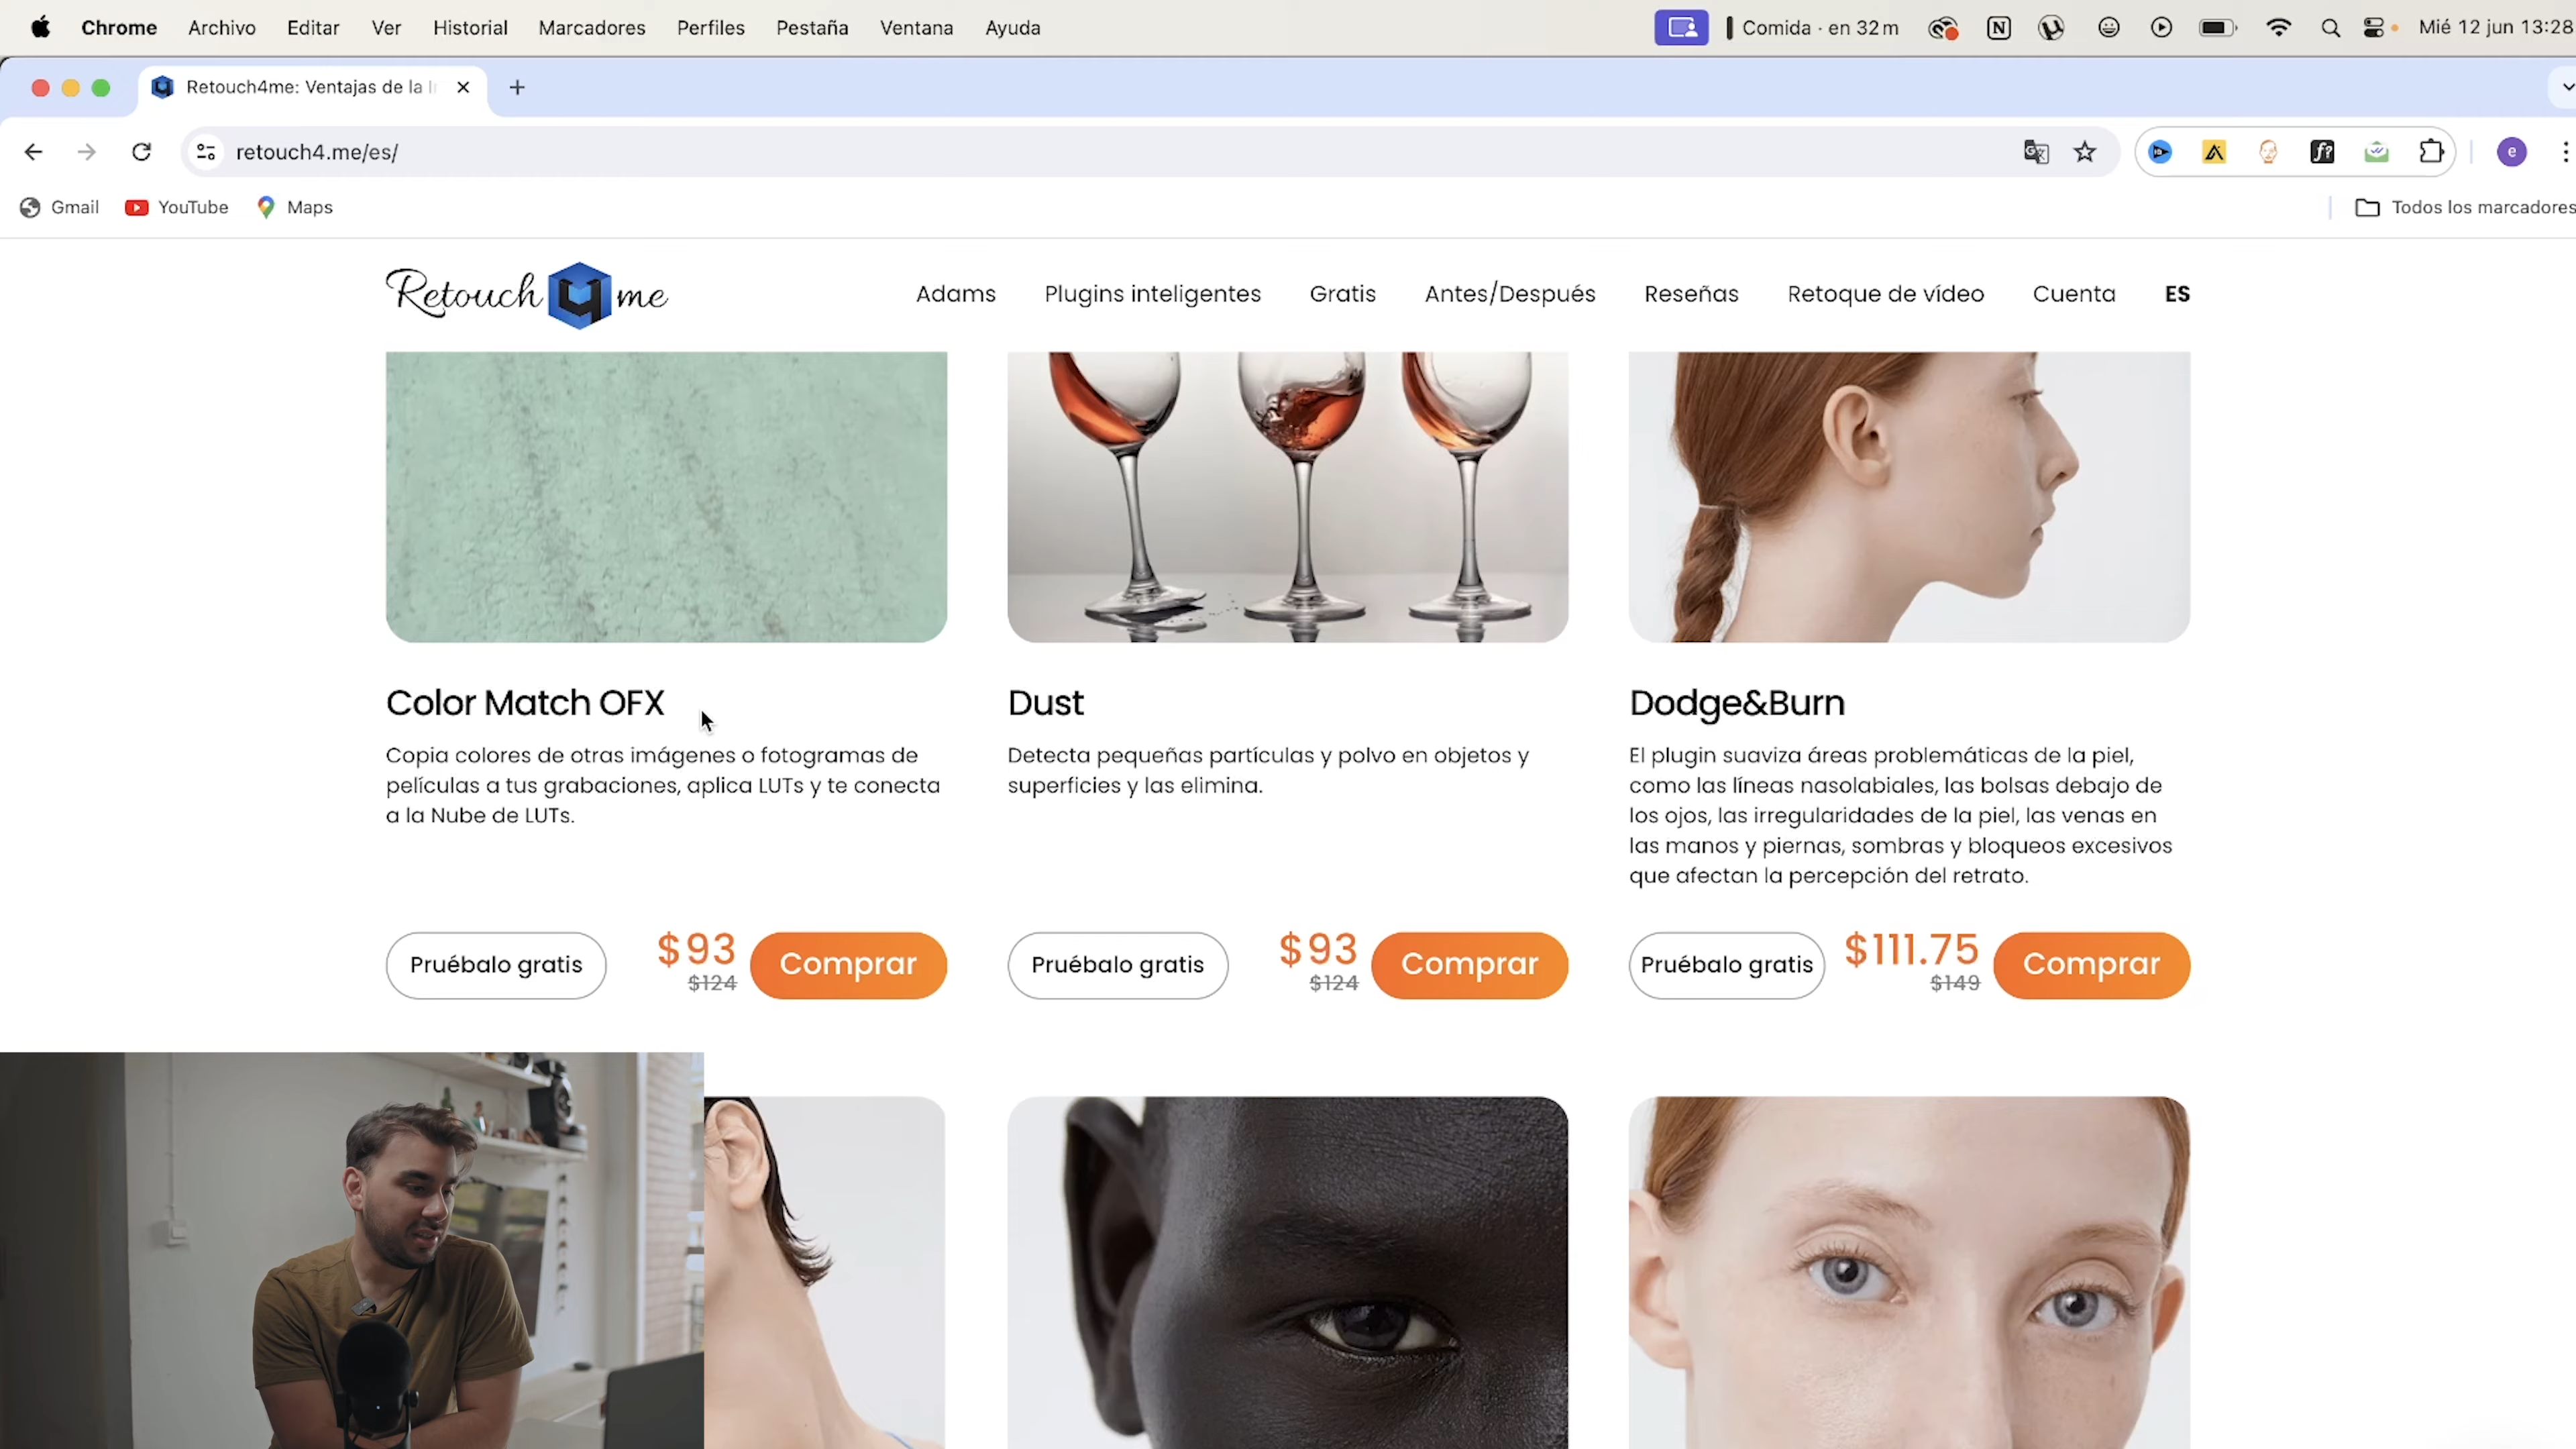 Chrome Archivo Editar Ver Historial Marcadores Perfiles Pestaña Ventana Ayuda
Comida · en 32 m
Mié 12 jun 13:28
Retouch4me: Ventajas de la I
retouch4.me/es/
Gmail YouTube Maps
Todos los marcadores
Retouch4me
Adams Plugins inteligentes Gratis Antes/Después Reseñas Retoque de vídeo Cuenta ES
Color Match OFX
Copia colores de otras imágenes o fotogramas de
películas a tus grabaciones, aplica LUTs y te conecta
a la Nube de LUTs.
Pruébalo gratis
$93
$124
Comprar
Dust
Detecta pequeñas partículas y polvo en objetos y
superficies y las elimina.
Pruébalo gratis
$93
$124
Comprar
Dodge&Burn
El plugin suaviza áreas problemáticas de la piel,
como las líneas nasolabiales, las bolsas debajo de
los ojos, las irregularidades de la piel, las venas en
las manos y piernas, sombras y bloqueos excesivos
que afectan la percepción del retrato.
Pruébalo gratis
$111.75
$149
Comprar